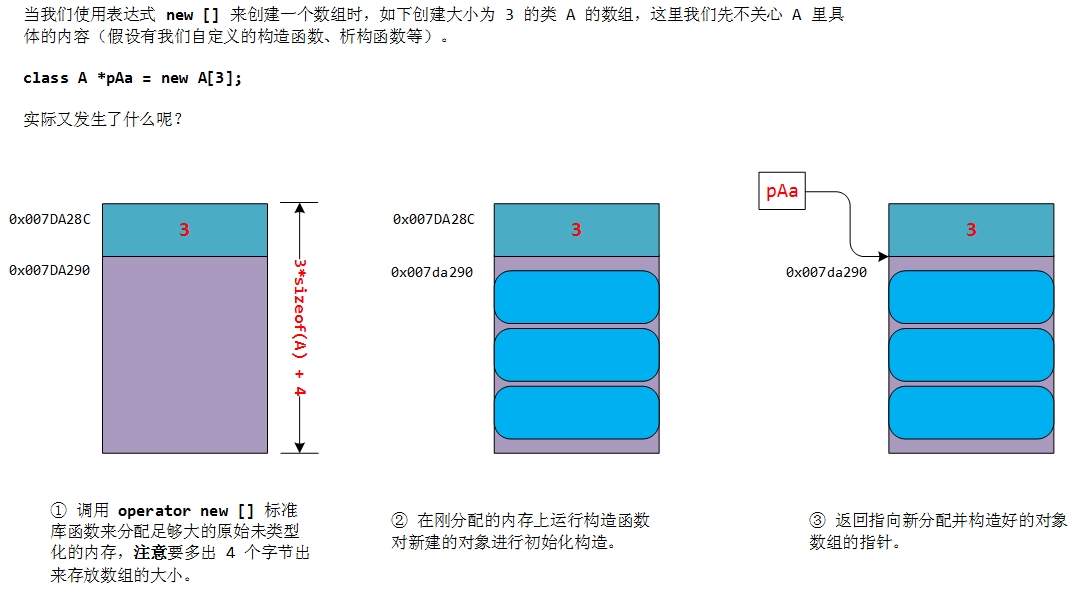 当我们使用表达式 new [] 来创建一个数组时，如下创建大小为 3 的类 A 的数组，这里我们先不关心 A 里具
体的内容（假设有我们自定义的构造函数、析构函数等）。
class A *pAa = new A[3];
实际又发生了什么呢？
0x007DA28C
3
0x007DA290
3*sizeof(A) + 4
0x007DA28C
3
0x007da290
pAa
3
0x007da290
① 调用 operator new [] 标准
库函数来分配足够大的原始未类型
化的内存，注意要多出 4 个字节出
来存放数组的大小。
② 在刚分配的内存上运行构造函数
对新建的对象进行初始化构造。
③ 返回指向新分配并构造好的对象
数组的指针。